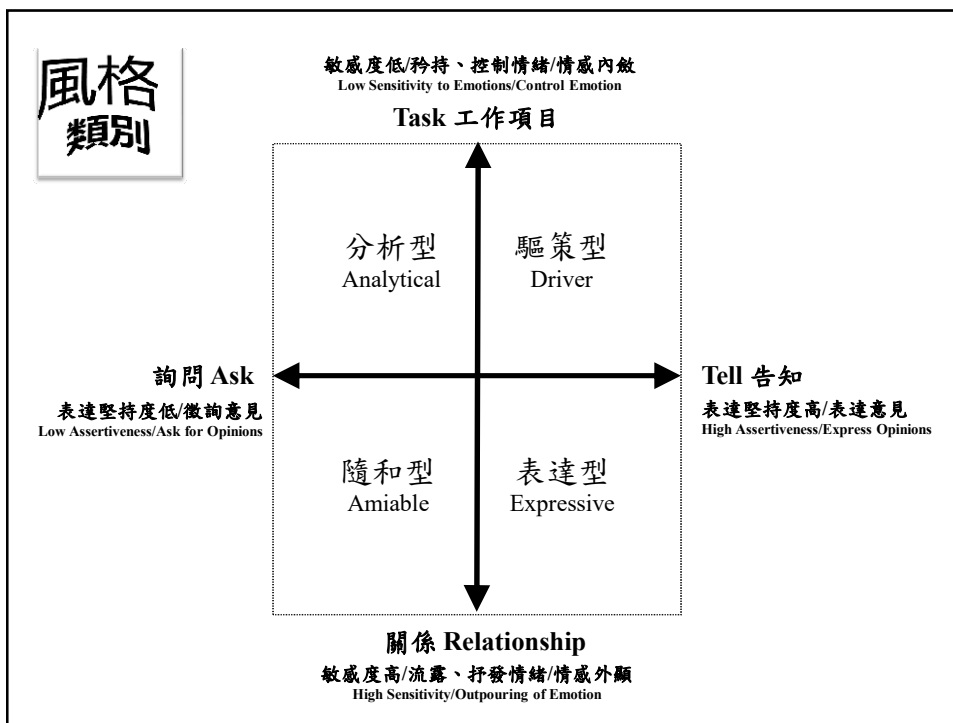 風格
類別
敏感度低/矜持、控制情緒/情感內斂
Low Sensitivity to Emotions/Control Emotion
Task 工作項目
分析型
Analytical
驅策型
Driver
詢問 Ask
表達堅持度低/徵詢意見
Low Assertiveness/Ask for Opinions
Tell 告知
表達堅持度高/表達意見
High Assertiveness/Express Opinions
隨和型
Amiable
表達型
Expressive
關係 Relationship
敏感度高/流露、抒發情緒/情感外顯
High Sensitivity/Outpouring of Emotion